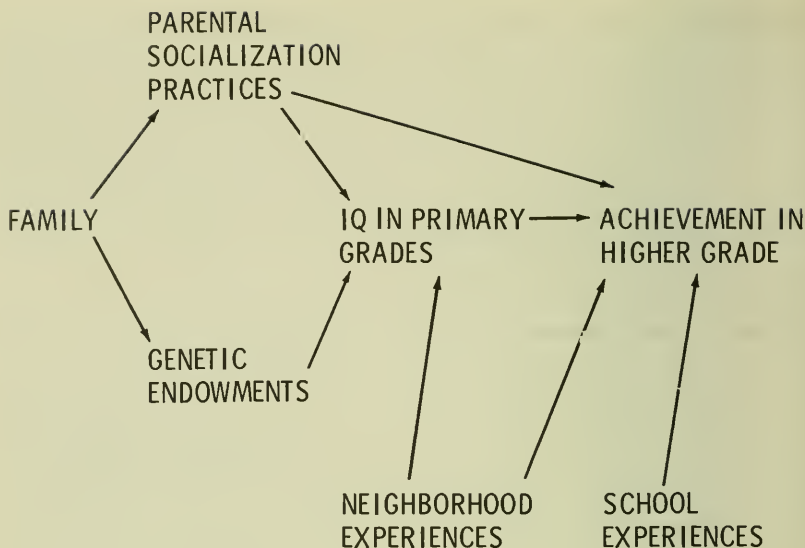 PARENTAL
SOCIALIZATION
PRACTICES
FAMILY
IQ IN PRIMARY
GRADES
ACHIEVEMENT IN
HIGHER GRADE
GENETIC
ENDOWMENTS
NEIGHBORHOOD
EXPERIENCES
SCHOOL
EXPERIENCES